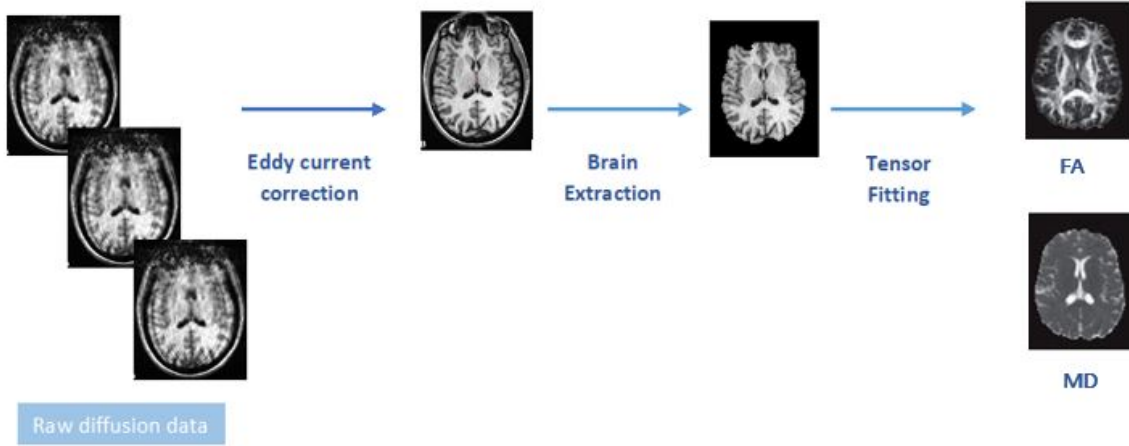 Eddy current
correction
Brain
Extraction
Tensor
Fitting
FA
MD
Raw diffusion data